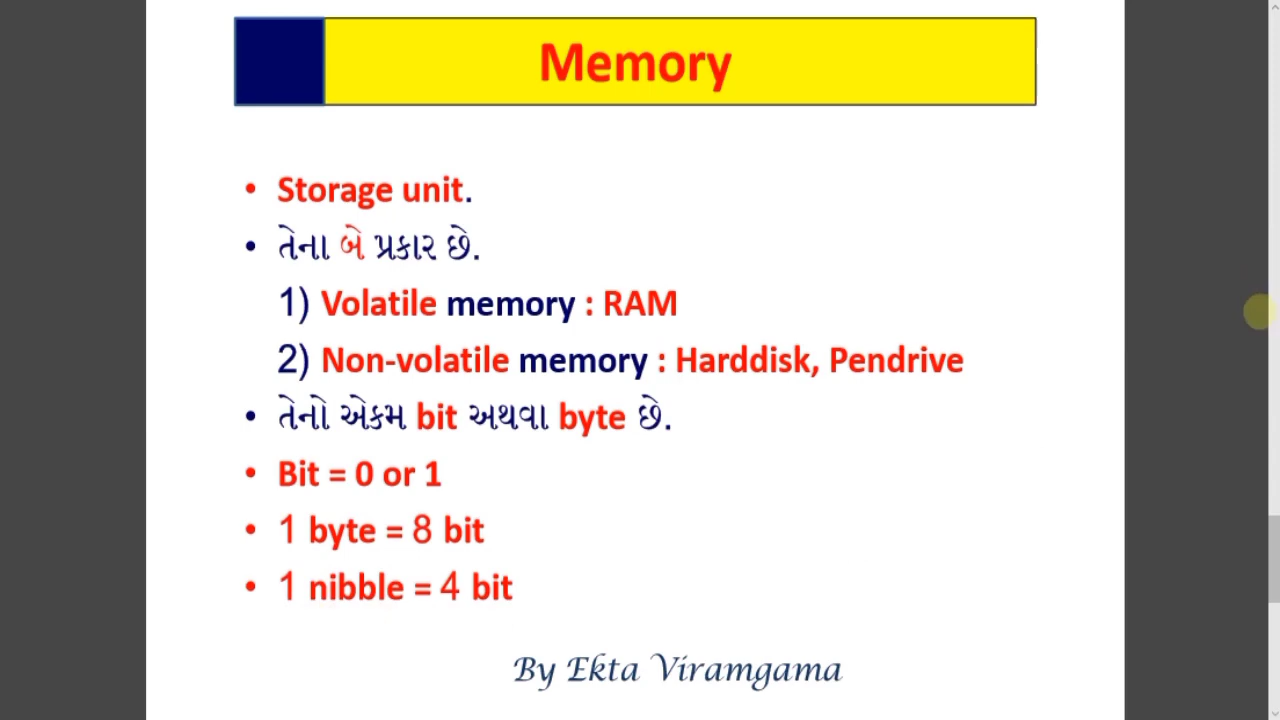 Memory
• Storage unit.
• તેના બે પ્રકાર છે.
1) Volatile memory : RAM
2) Non-volatile memory : Harddisk, Pendrive
• તેનો એકમ bit અથવા byte છે.
• Bit = 0 or 1
• 1 byte = 8 bit
• 1 nibble = 4 bit
By Ekta Viramgama